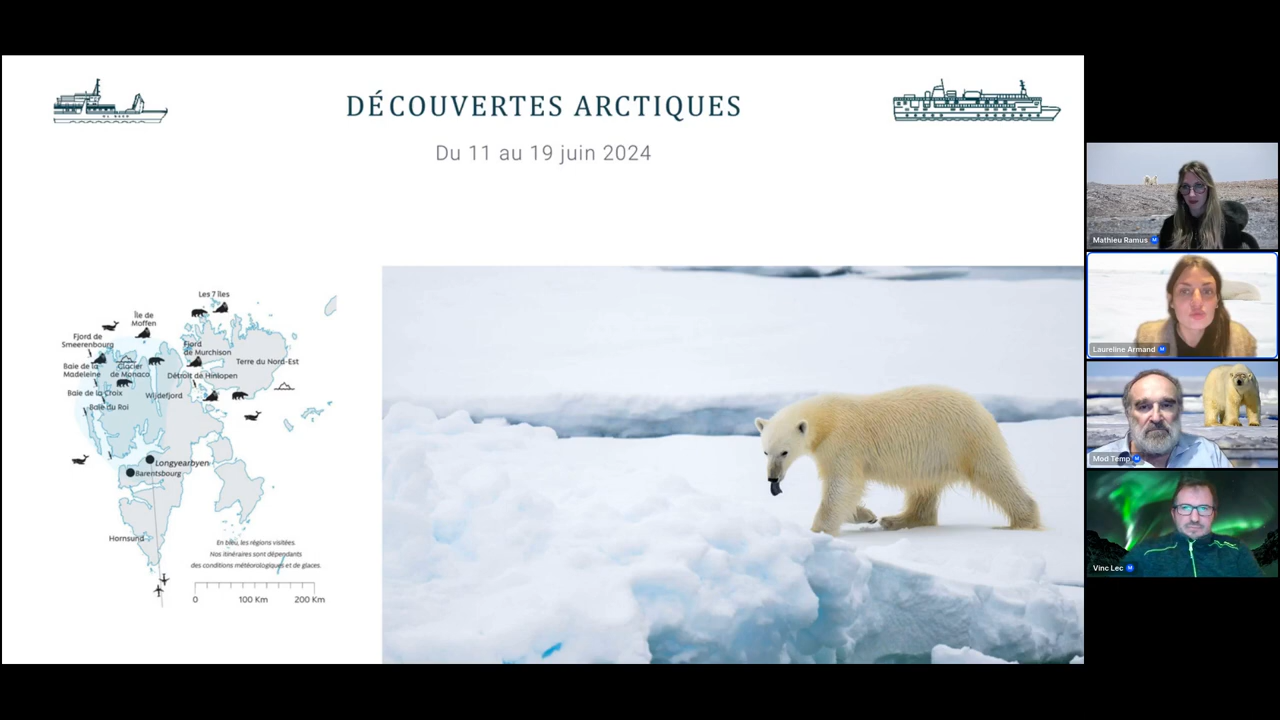 DÉCOUVERTES ARCTIQUES
Du 11 au 19 juin 2024
Les 7 îles
Île de
Moffen
Fjord de
Smeerenbourg
Fjord
de Murchison
Terre du Nord-Est
Baie de la
Madeleine
Glacier
de Monaco
Détroit de Hinlopen
Baie de la Croix
Wijdefjord
Baie du Roi
Longyearbyen
Barentsbourg
Hornsund
En bleu, les régions visitées.
Nos itinéraires sont dépendants
des conditions météorologiques et de glaces.
0 100 Km 200 Km
Mathieu Ramus M
Laureline Armand M
Mod Temp M
Vinc Lec M